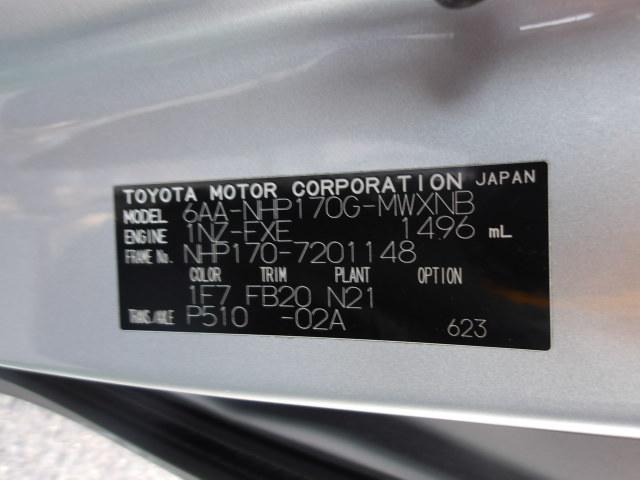 TOYOTA MOTOR CORPORATION JAPAN
MODEL 6AA-NHP170G-MWXNB
ENGINE 1NZ-FXE 1496 mL
FRAME No. NHP170-7201148
COLOR TRIM PLANT OPTION
1F7 FB20 N21
TRANS/AXLE P510 -02A 623